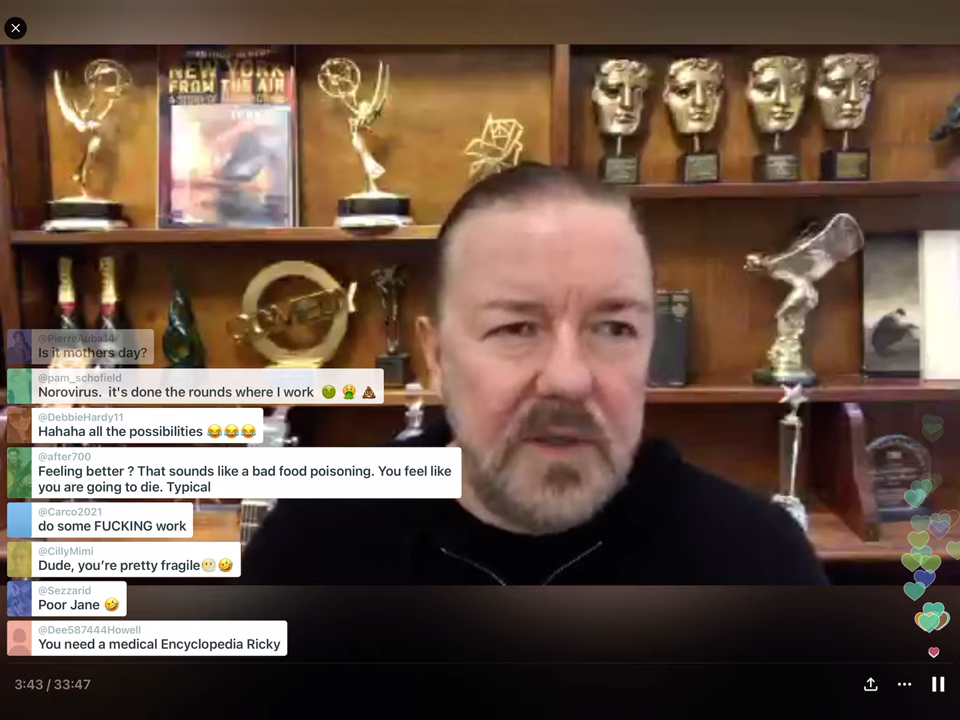 NEW YORK
FROM THE AIR
@PierreAuba14
Is it mothers day?
@pam_schofield
Norovirus. it's done the rounds where I work 🤢 🤮 💩
@DebbieHardy11
Hahaha all the possibilities 😂😂😂
@after700
Feeling better ? That sounds like a bad food poisoning. You feel like
you are going to die. Typical
@Carco2021
do some FUCKING work
@CillyMimi
Dude, you’re pretty fragile😬🤣
@Sezzarid
Poor Jane 🤣
@Dee587444Howell
You need a medical Encyclopedia Ricky
3:43 / 33:47